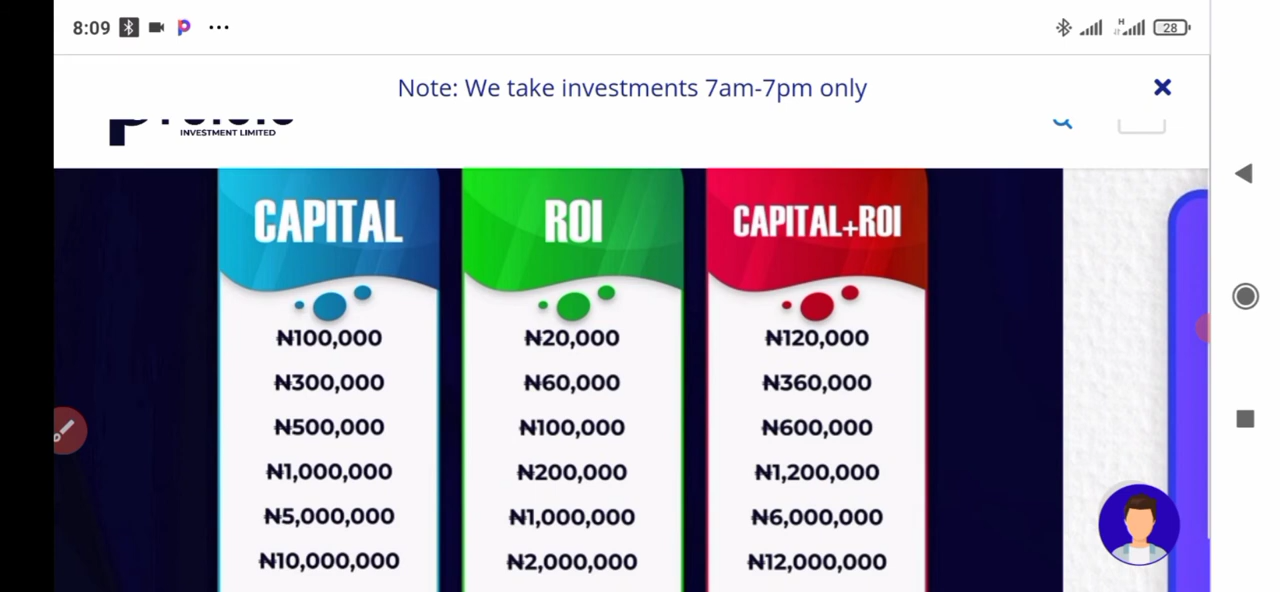 8:09
H
28
Note: We take investments 7am-7pm only
INVESTMENT LIMITED
CAPITAL ROI CAPITAL+ROI
₦100,000 ₦20,000 ₦120,000
₦300,000 ₦60,000 ₦360,000
₦500,000 ₦100,000 ₦600,000
₦1,000,000 ₦200,000 ₦1,200,000
₦5,000,000 ₦1,000,000 ₦6,000,000
₦10,000,000 ₦2,000,000 ₦12,000,000